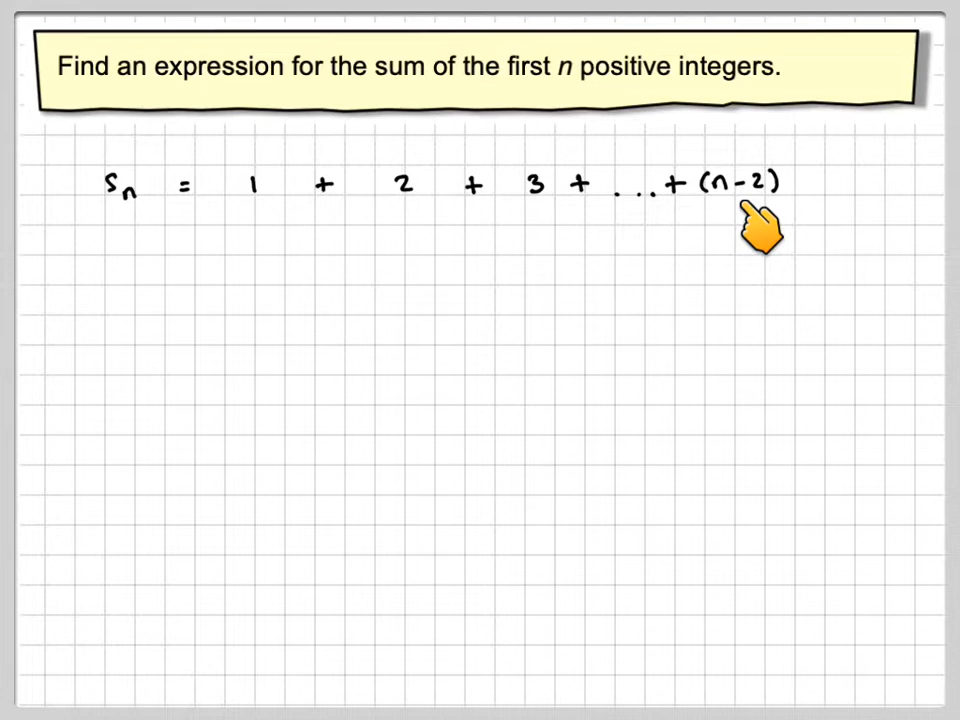 Find an expression for the sum of the first n positive integers.
Sn = 1 + 2 + 3 + ...+ (n-2)